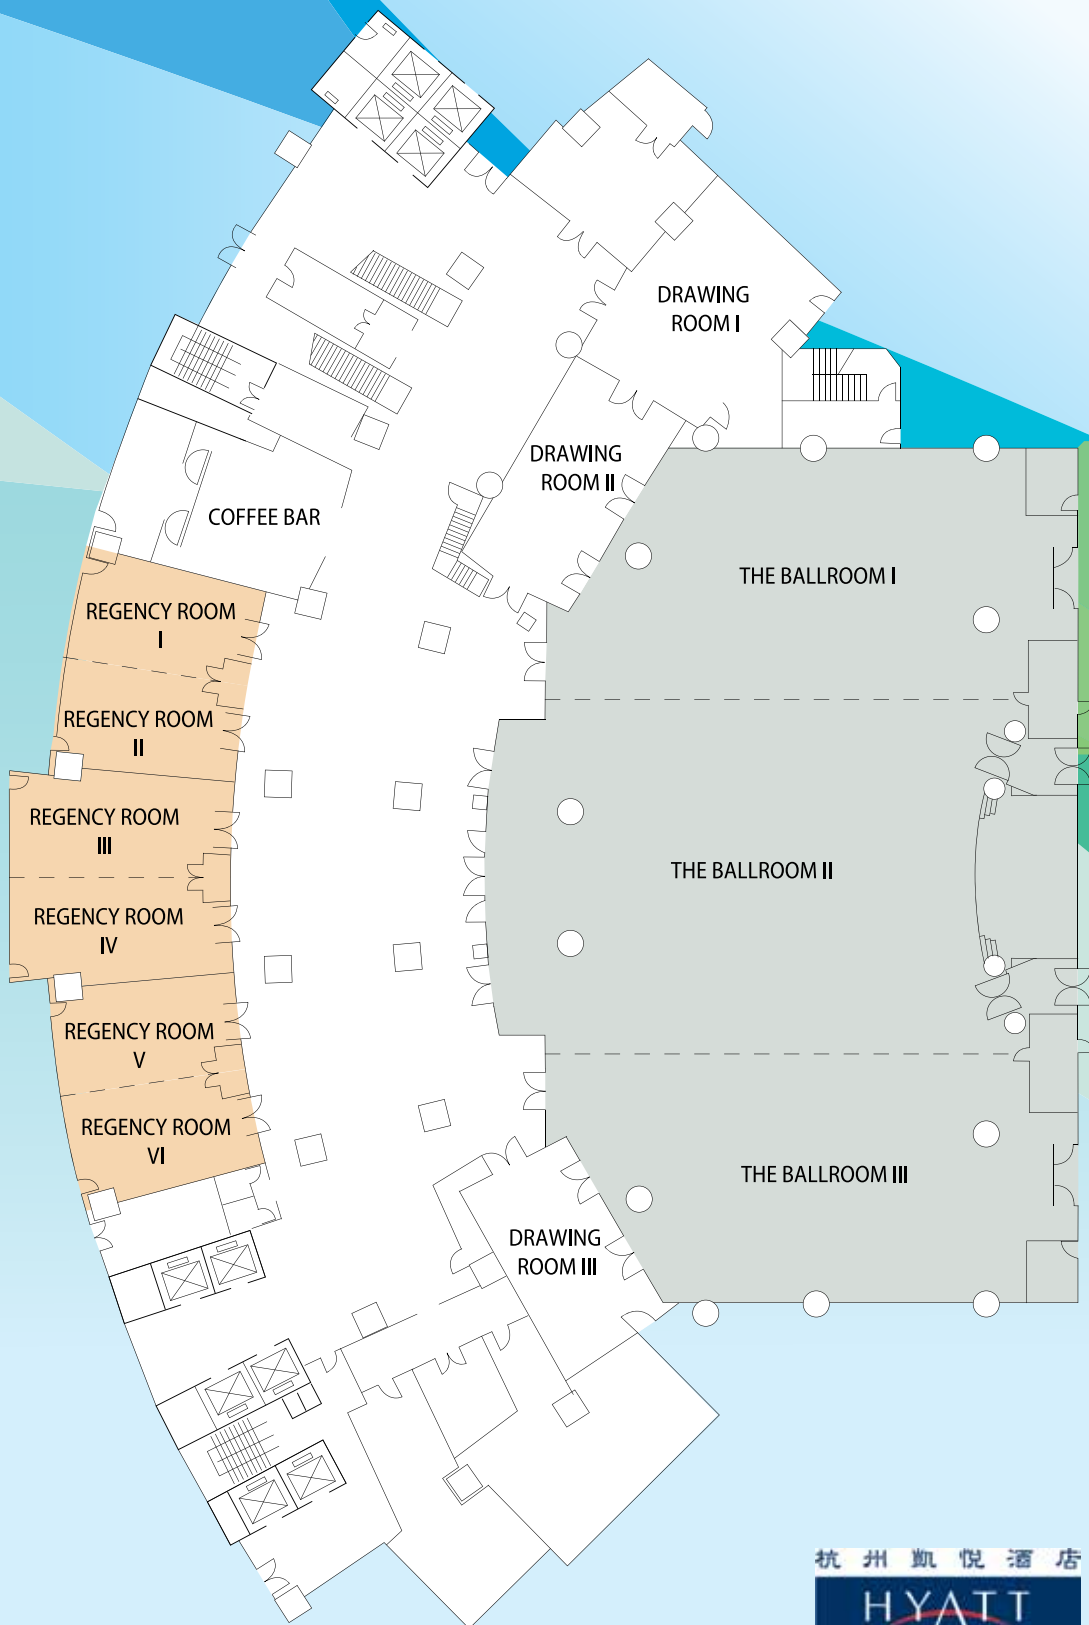 DRAWING
ROOM I
DRAWING
ROOM II
COFFEE BAR
THE BALLROOM I
REGENCY ROOM
I
REGENCY ROOM
II
REGENCY ROOM
III
THE BALLROOM II
REGENCY ROOM
IV
REGENCY ROOM
V
REGENCY ROOM
VI
THE BALLROOM III
DRAWING
ROOM III
杭州凱悦酒店
HYATT